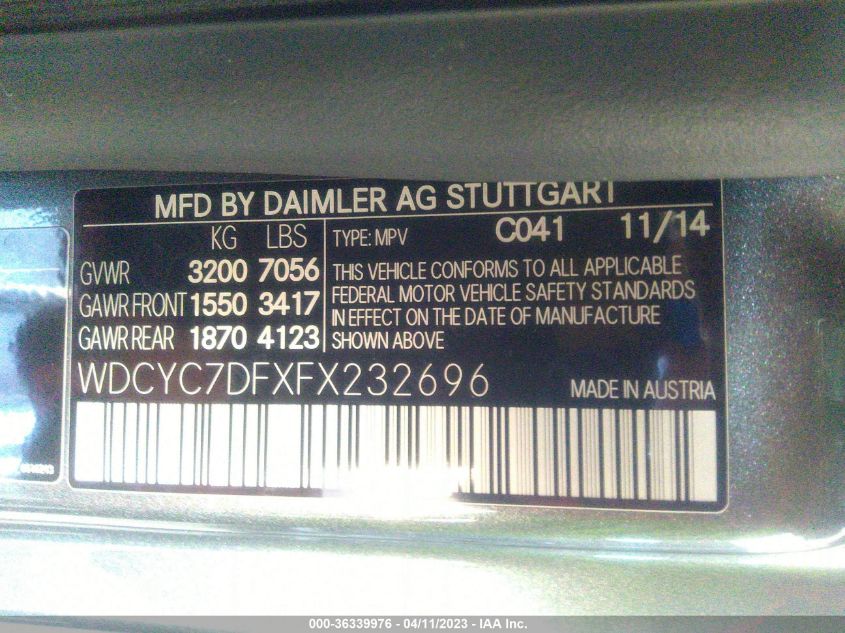 MFD BY DAIMLER AG STUTTGART
KG LBS
GVWR 3200 7056
GAWR FRONT 1550 3417
GAWR REAR 1870 4123
TYPE: MPV C041 11/14
THIS VEHICLE CONFORMS TO ALL APPLICABLE
FEDERAL MOTOR VEHICLE SAFETY STANDARDS
IN EFFECT ON THE DATE OF MANUFACTURE
SHOWN ABOVE
WDCYC7DFXFX232696 MADE IN AUSTRIA
000-36339976 - 04/11/2023 - IAA Inc.